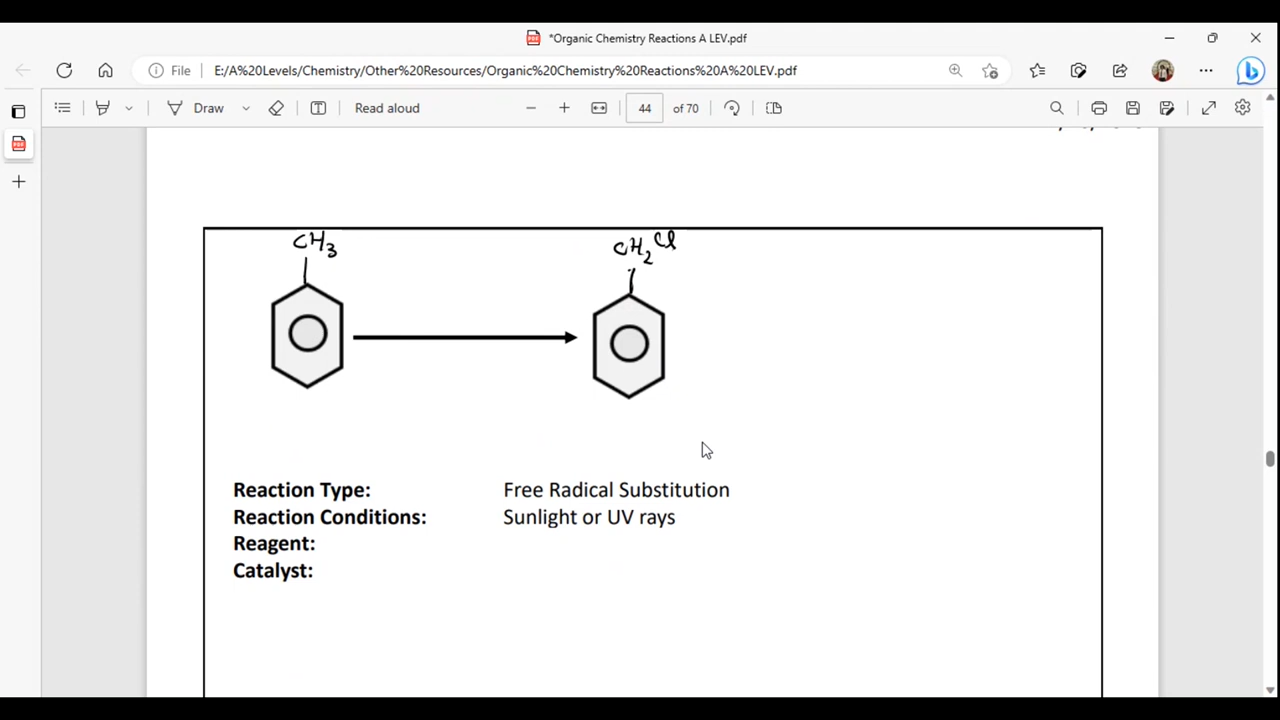 *Organic Chemistry Reactions A LEV.pdf
File E:/A%20Levels/Chemistry/Other%20Resources/Organic%20Chemistry%20Reactions%20A%20LEV.pdf
Draw Read aloud 44 of 70
CH3 CH2Cl
Reaction Type: Free Radical Substitution
Reaction Conditions: Sunlight or UV rays
Reagent:
Catalyst: